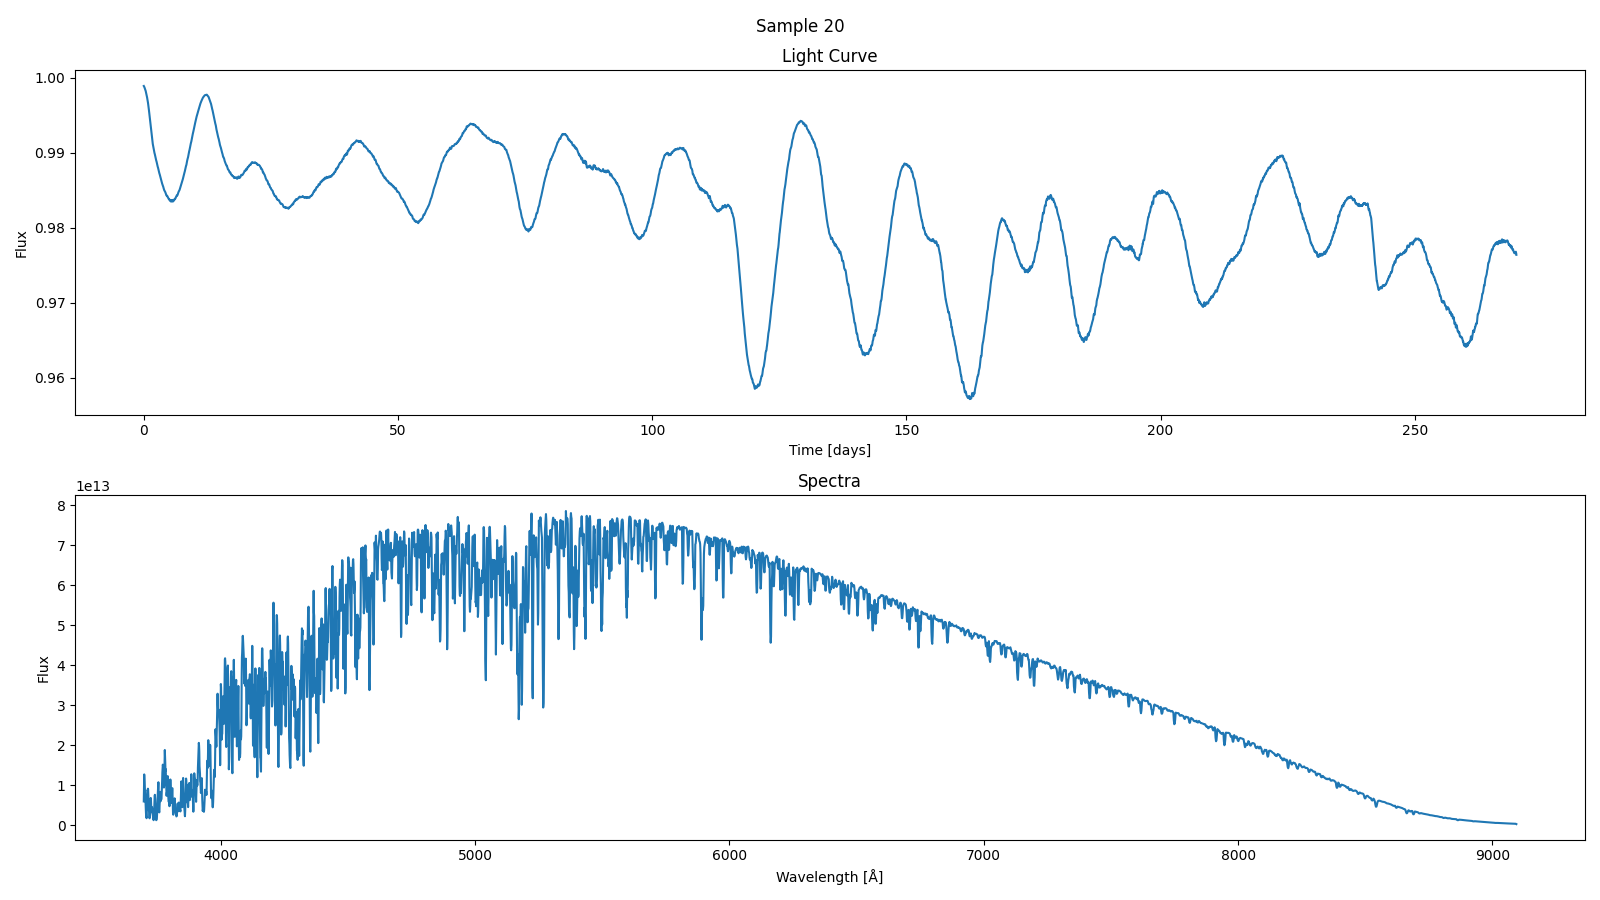 Sample 20
Light Curve
1.00
0.99
0.98
0.97
0.96
Flux
0 50 100 150 200 250
Time [days]
Spectra
1e13
8
7
6
5
4
3
2
1
0
Flux
4000 5000 6000 7000 8000 9000
Wavelength [Å]